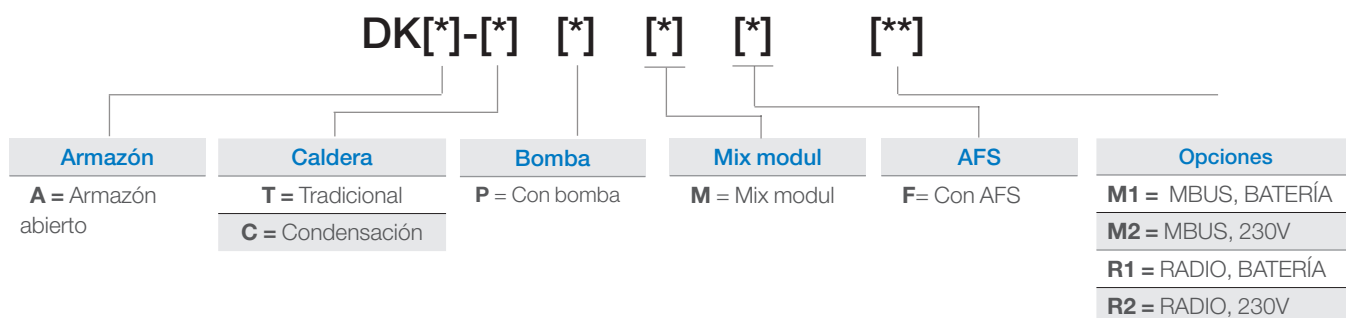 DK[*]-[*] [*] [*] [*] [**]
Armazón
A = Armazón
abierto
Caldera
T = Tradicional
C = Condensación
Bomba
P = Con bomba
Mix modul
M = Mix modul
AFS
F= Con AFS
Opciones
M1 = MBUS, BATERÍA
M2 = MBUS, 230V
R1 = RADIO, BATERÍA
R2 = RADIO, 230V